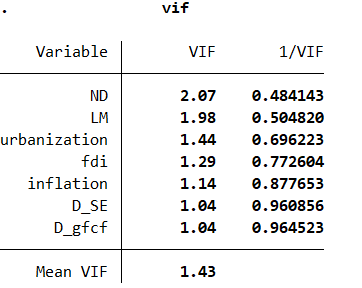 . vif
Variable VIF 1/VIF
ND 2.07 0.484143
LM 1.98 0.504820
urbanization 1.44 0.696223
fdi 1.29 0.772604
inflation 1.14 0.877653
D_SE 1.04 0.960856
D_gfcf 1.04 0.964523
Mean VIF 1.43